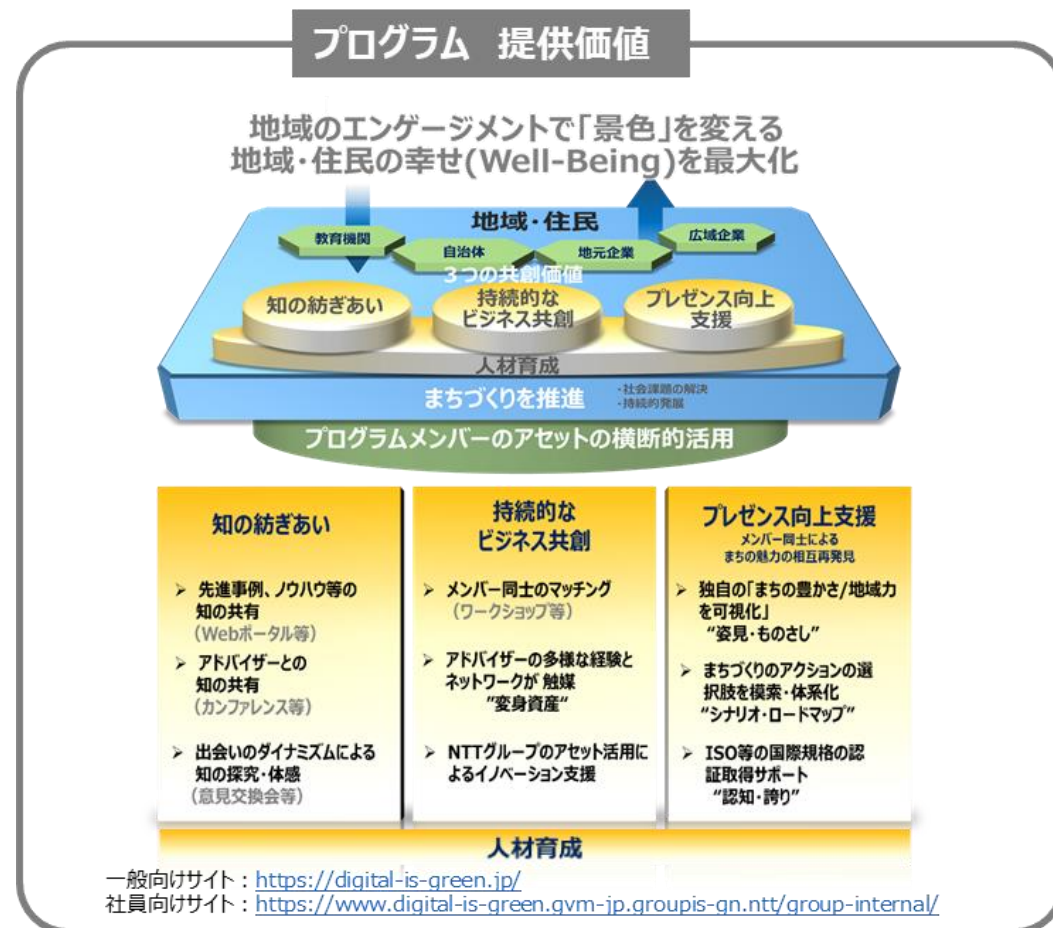 プログラム 提供価値
地域のエンゲージメントで「景色」を変える
地域・住民の幸せ(Well-Being)を最大化
地域・住民
教育機関
自治体
地元企業
広域企業
3つの共創価値
知の紡ぎあい
持続的な
ビジネス共創
プレゼンス向上
支援
人材育成
まちづくりを推進
・社会課題の解決
・持続的発展
プログラムメンバーのアセットの横断的活用
知の紡ぎあい
➢ 先進事例、ノウハウ等の
知の共有
(Webポータル等)
➢ アドバイザーとの
知の共有
(カンファレンス等)
➢ 出会いのダイナミズムによる
知の探究・体感
(意見交換会等)
持続的な
ビジネス共創
➢ メンバー同士のマッチング
(ワークショップ等)
➢ アドバイザーの多様な経験と
ネットワークが 触媒
”変身資産“
➢ NTTグループのアセット活用に
よるイノベーション支援
プレゼンス向上支援
メンバー同士による
まちの魅力の相互再発見
➢ 独自の「まちの豊かさ/地域力
を可視化」
“姿見・ものさし”
➢ まちづくりのアクションの選
択肢を模索・体系化
“シナリオ・ロードマップ”
➢ ISO等の国際規格の認
証取得サポート
“認知・誇り”
人材育成
一般向けサイト：https://digital-is-green.jp/
社員向けサイト：https://www.digital-is-green.gvm-jp.groupis-gn.ntt/group-internal/